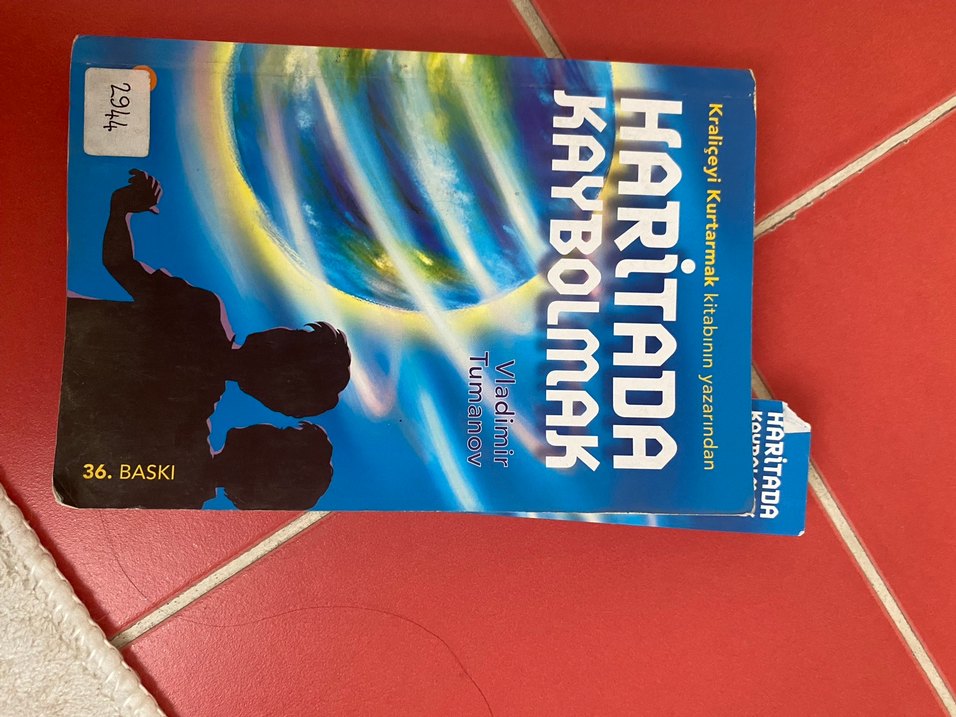 Kraliçeyi Kurtarmak kitabının yazarından
HARİTADA
KAYBOLMAK
Vladimir
Tumanov
36. BASKI
2944
HARİTADA